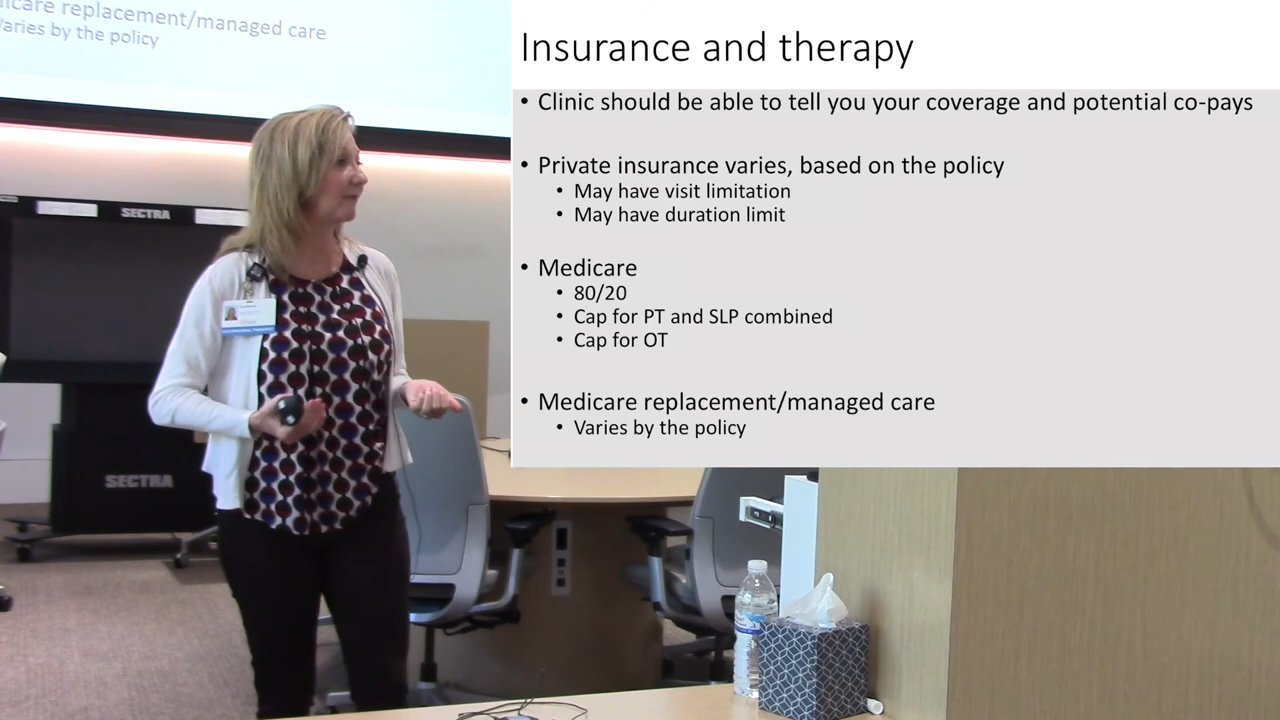 dicare replacement/managed care
Varies by the policy
Insurance and therapy
• Clinic should be able to tell you your coverage and potential co-pays
• Private insurance varies, based on the policy
• May have visit limitation
• May have duration limit
• Medicare
• 80/20
• Cap for PT and SLP combined
• Cap for OT
• Medicare replacement/managed care
• Varies by the policy
SECTRA
SECTRA